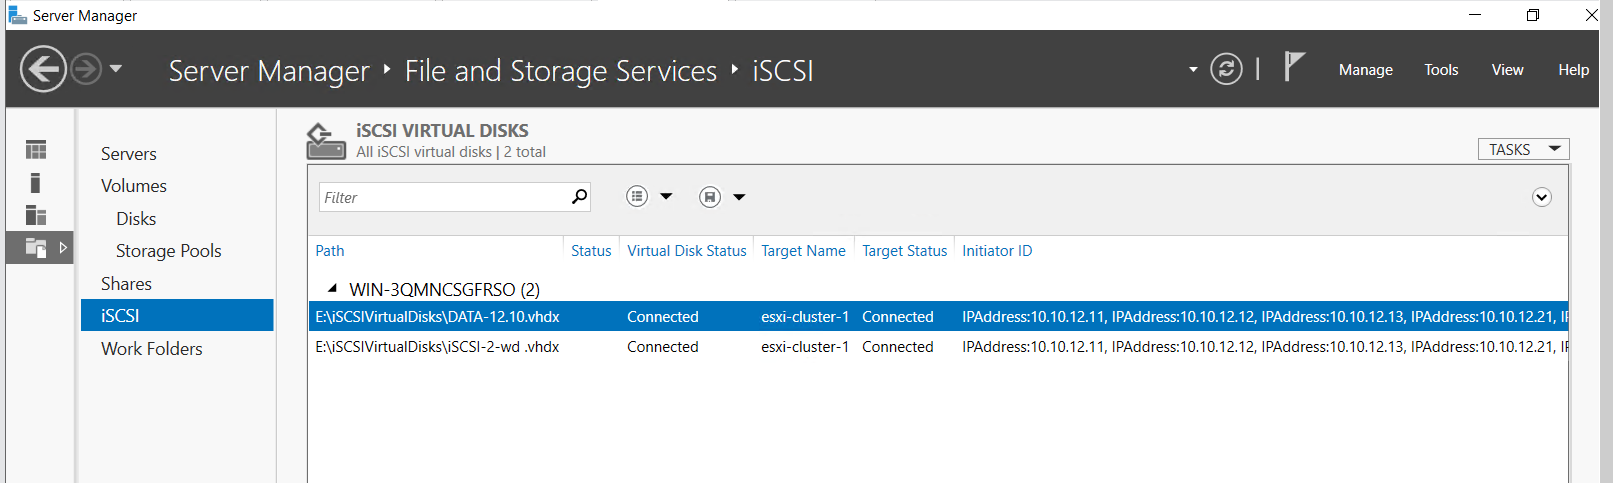 Server Manager
Server Manager ‣ File and Storage Services ‣ iSCSI
Manage Tools View Help
iSCSI VIRTUAL DISKS
All iSCSI virtual disks | 2 total
TASKS
Servers
Volumes
Disks
Storage Pools
Shares
iSCSI
Work Folders
Filter
Path Status Virtual Disk Status Target Name Target Status Initiator ID
WIN-3QMNCSGFRSO (2)
E:\iSCSIVirtualDisks\DATA-12.10.vhdx Connected esxi-cluster-1 Connected IPAddress:10.10.12.11, IPAddress:10.10.12.12, IPAddress:10.10.12.13, IPAddress:10.10.12.21,
E:\iSCSIVirtualDisks\iSCSI-2-wd .vhdx Connected esxi-cluster-1 Connected IPAddress:10.10.12.11, IPAddress:10.10.12.12, IPAddress:10.10.12.13, IPAddress:10.10.12.21,